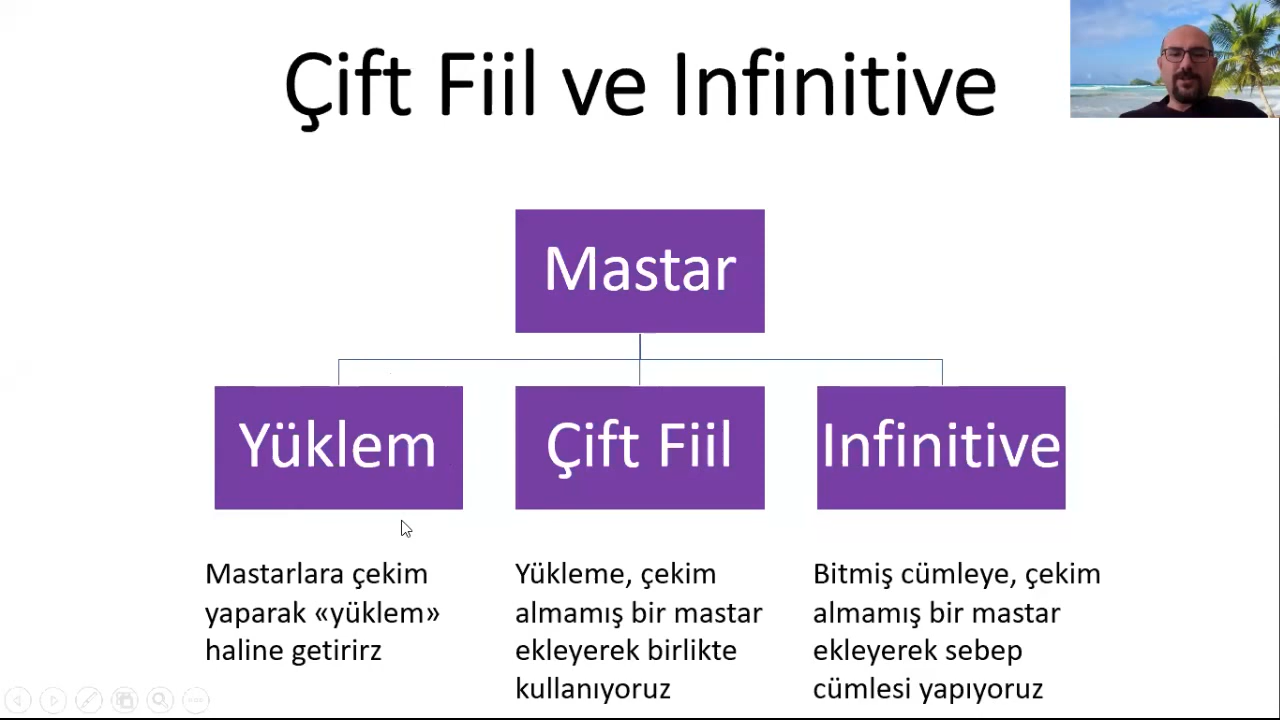 Çift Fiil ve Infinitive
Mastar
Yüklem
Çift Fiil
Infinitive
Mastarlara çekim
yaparak «yüklem»
haline getirirz
Yükleme, çekim
almamış bir mastar
ekleyerek birlikte
kullanıyoruz
Bitmiş cümleye, çekim
almamış bir mastar
ekleyerek sebep
cümlesi yapıyoruz